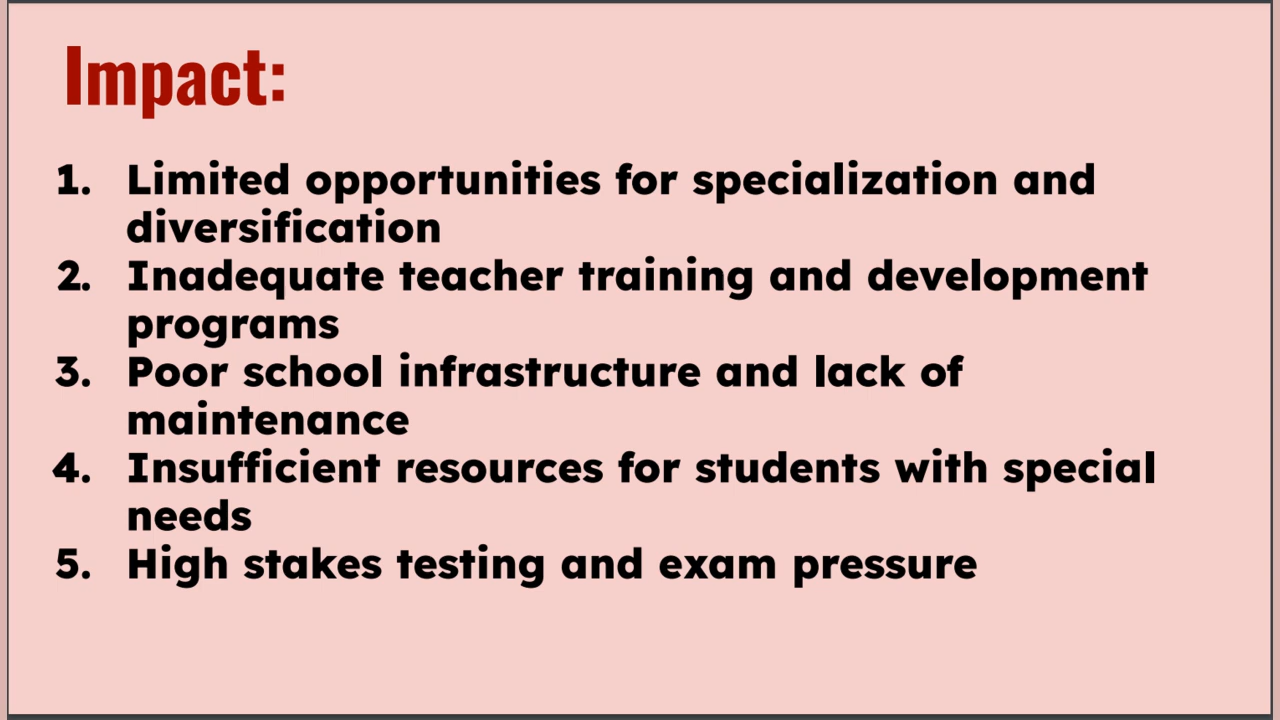 Impact:
1. Limited opportunities for specialization and
diversification
2. Inadequate teacher training and development
programs
3. Poor school infrastructure and lack of
maintenance
4. Insufficient resources for students with special
needs
5. High stakes testing and exam pressure